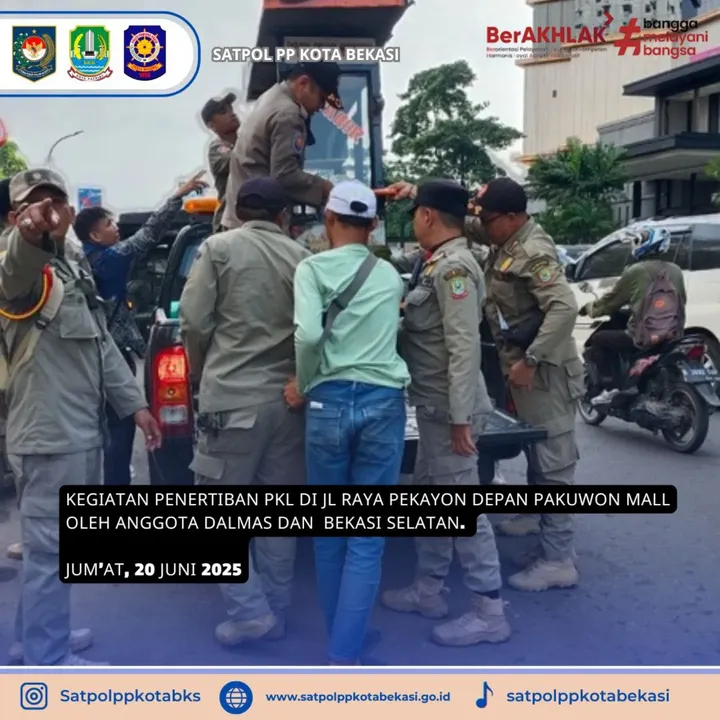 SATPOL PP KOTA BEKASI
BerAKHLAK
#bangga
melayani
bangsa
KEGIATAN PENERTIBAN PKL DI JL RAYA PEKAYON DEPAN PAKUWON MALL
OLEH ANGGOTA DALMAS DAN BEKASI SELATAN.
JUM'AT, 20 JUNI 2025
Satpolppkotabks
www.satpolppkotabekasi.go.id
satpolppkotabekasi